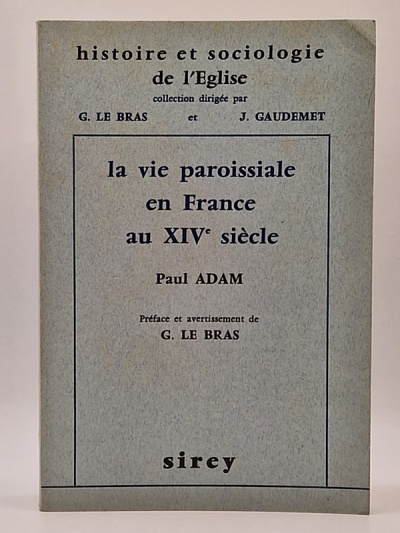 histoire et sociologie
de l'Eglise
collection dirigée par
G. LE BRAS et J. GAUDEMET
la vie paroissiale
en France
au XIVe siècle
Paul ADAM
Préface et avertissement de
G. LE BRAS
sirey